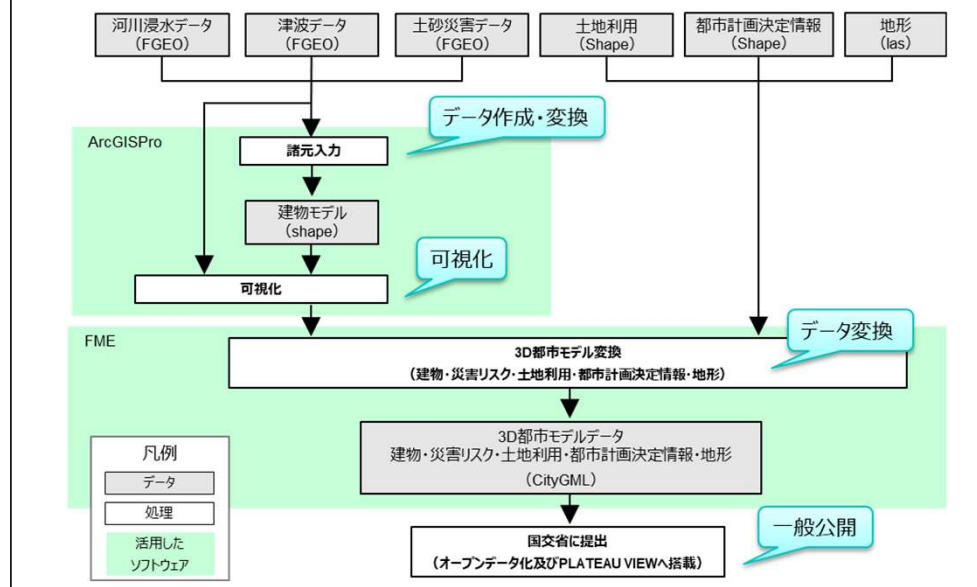 河川浸水データ
(FGEO)
津波データ
(FGEO)
土砂災害データ
(FGEO)
土地利用
(Shape)
都市計画決定情報
(Shape)
地形
(las)
データ作成・変換
ArcGISPro
諸元入力
建物モデル
(shape)
可視化
可視化
データ変換
FME
3D都市モデル変換
(建物・災害リスク・土地利用・都市計画決定情報・地形)
3D都市モデルデータ
建物・災害リスク・土地利用・都市計画決定情報・地形
(CityGML)
凡例
データ
処理
活用した
ソフトウェア
一般公開
国交省に提出
(オープンデータ化及びPLATEAU VIEWへ搭載)